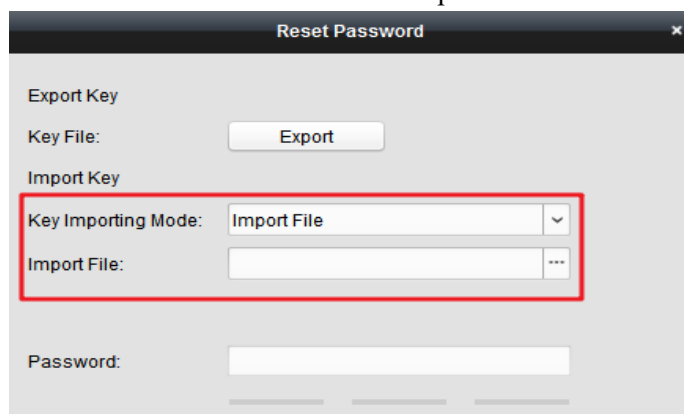 Reset Password ×
Export Key
Key File: Export
Import Key
Key Importing Mode: Import File
Import File: ...
Password: